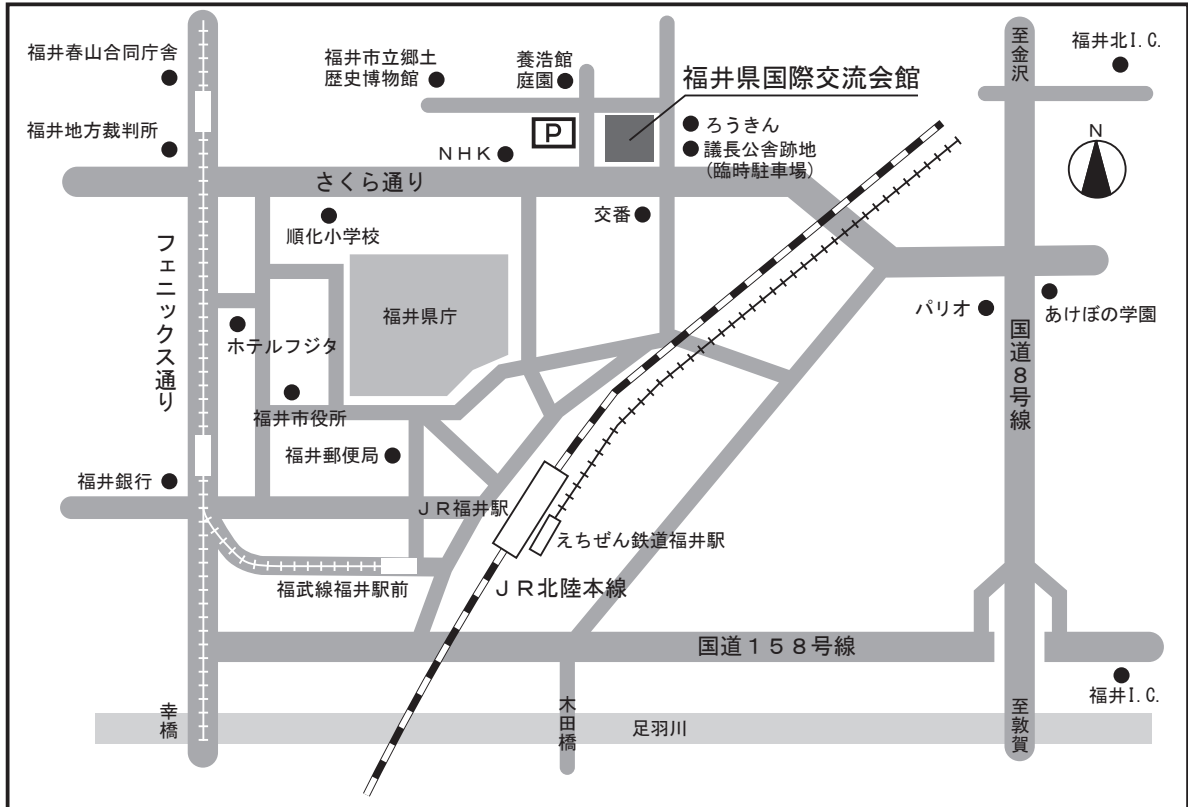 福井春山合同庁舎
福井市立郷土
歴史博物館
養浩館
庭園
福井県国際交流会館
至金沢
福井北I.C.
福井地方裁判所
P
ろうきん
議長公舎跡地
(臨時駐車場)
N
NHK
さくら通り
順化小学校
交番
フェニックス通り
福井県庁
パリオ
あけぼの学園
ホテルフジタ
国道8号線
福井市役所
福井郵便局
福井銀行
JR福井駅
えちぜん鉄道福井駅
福武線福井駅前
JR北陸本線
国道158号線
福井I.C.
幸橋
木田橋
足羽川
至敦賀